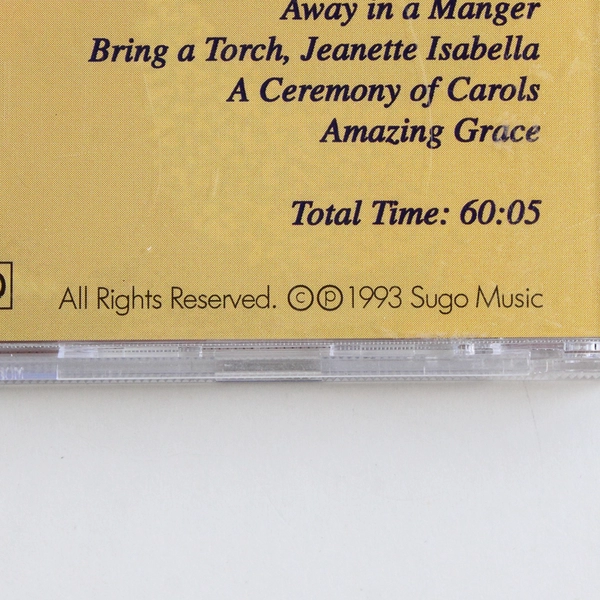 Away in a Manger
Bring a Torch, Jeanette Isabella
A Ceremony of Carols
Amazing Grace
Total Time: 60:05
All Rights Reserved. ©℗1993 Sugo Music